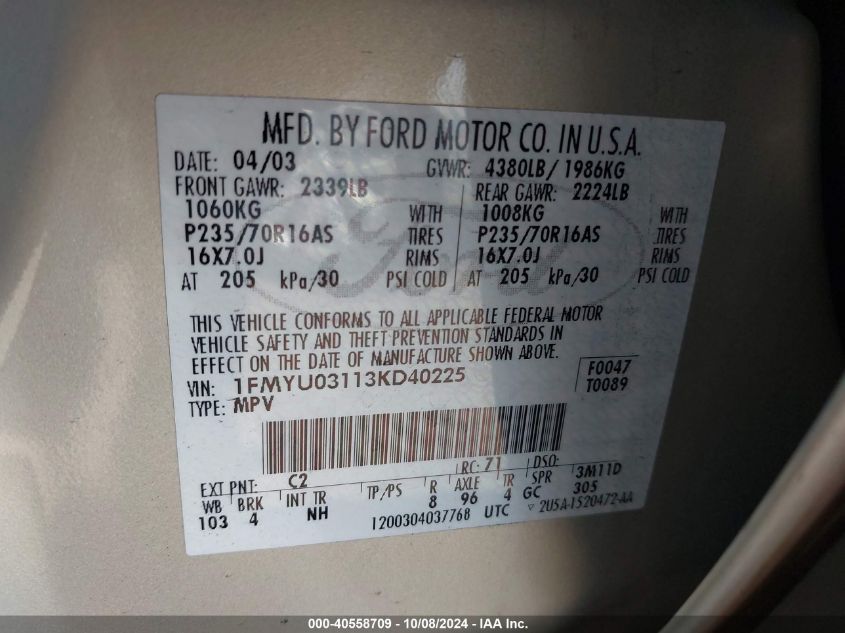 MFD. BY FORD MOTOR CO. IN U.S.A.
DATE: 04/03 GVWR: 4380LB/ 1986KG
FRONT GAWR: 2339LB REAR GAWR: 2224LB
1060KG WITH 1008KG WITH
P235/70R16AS TIRES P235/70R16AS TIRES
16X7.0J RIMS 16X7.0J RIMS
AT 205 kPa/30 PSI COLD AT 205 kPa/30 PSI COLD
Ford
THIS VEHICLE CONFORMS TO ALL APPLICABLE FEDERAL MOTOR
VEHICLE SAFETY AND THEFT PREVENTION STANDARDS IN
EFFECT ON THE DATE OF MANUFACTURE SHOWN ABOVE.
VIN: 1FMYU03113KD40225 F0047
TYPE: MPV T0089
EXT PNT: C2 RC: 71 DSO: 3M11D
WB BRK INT TR TP/PS R AXLE TR SPR 305
103 4 NH 8 96 4 GC
1200304037768 UTC ▽ 2U5A-1520472-AA
000-40558709 - 10/08/2024 - IAA Inc.